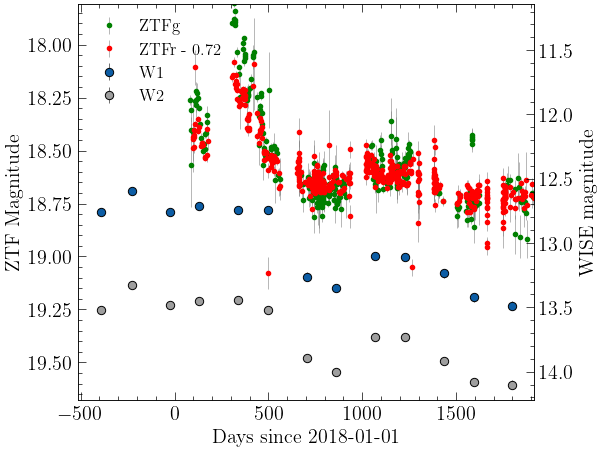 ZTFg
ZTFr - 0.72
W1
W2
18.00
18.25
18.50
18.75
19.00
19.25
19.50
ZTF Magnitude
11.5
12.0
12.5
13.0
13.5
14.0
WISE magnitude
−500 0 500 1000 1500
Days since 2018-01-01